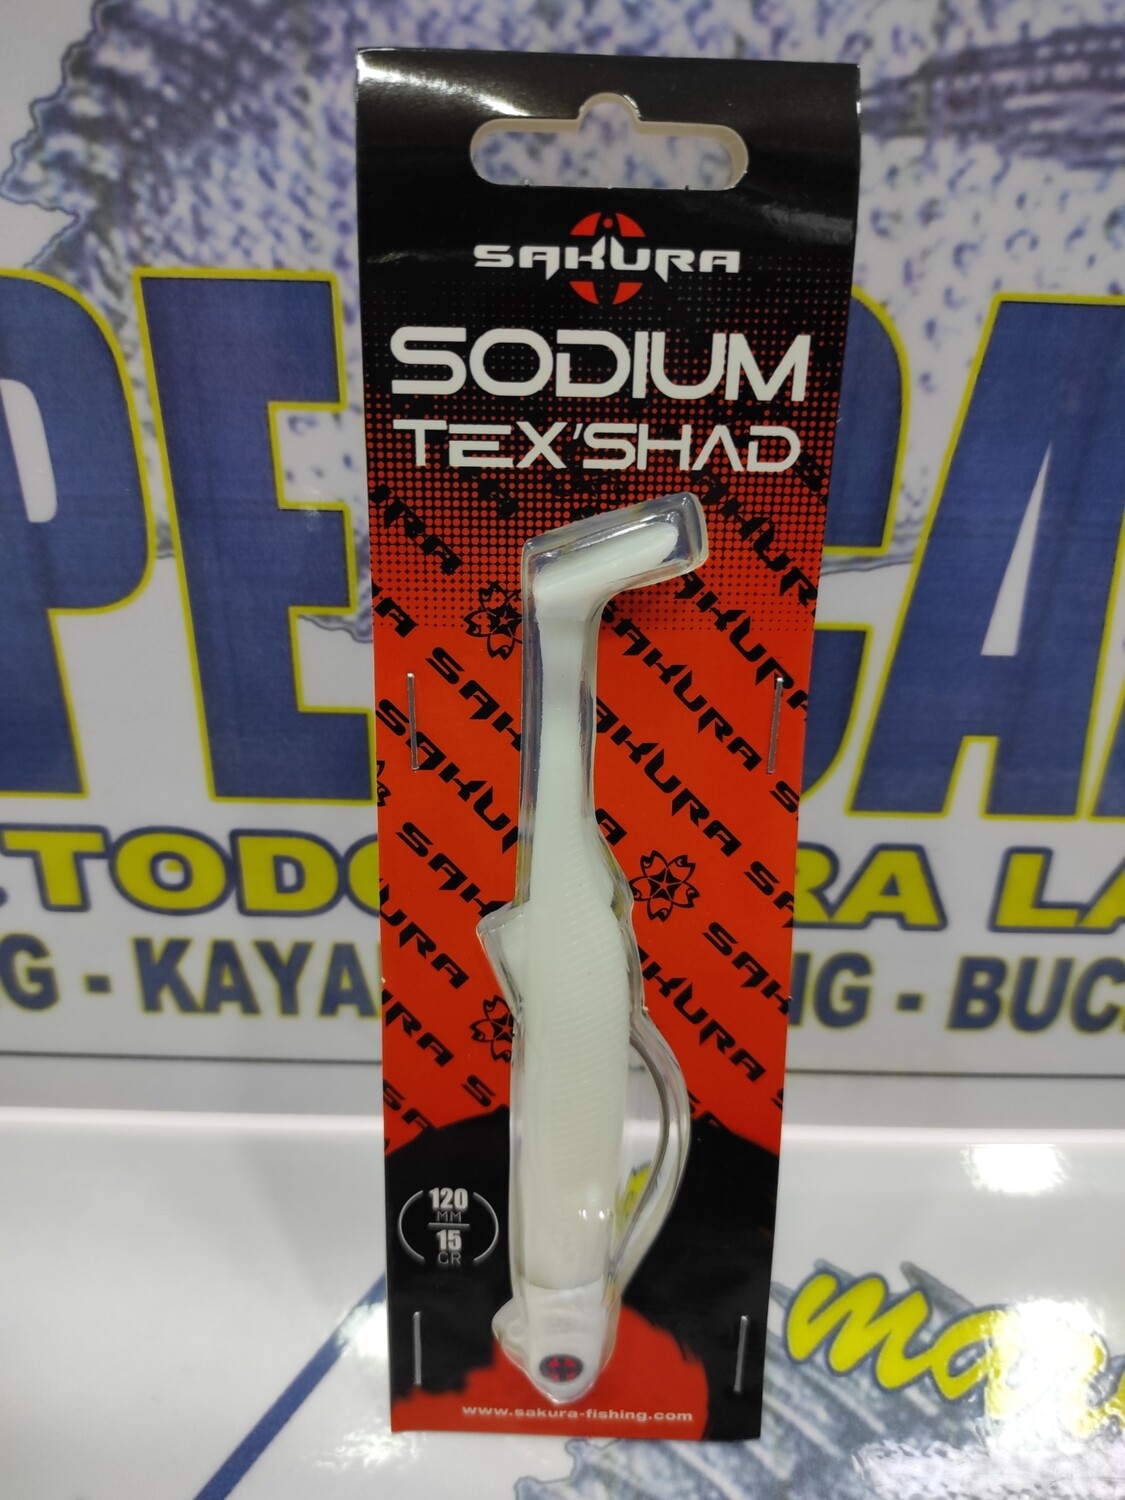 SAKURA
SODIUM
TEX'SHAD
SAKURA
SAKURA
SAKURA
SAKURA
120
MM
15
GR
www.sakura-fishing.com
TODO
RA LA
G - KAYA
NG - BUC